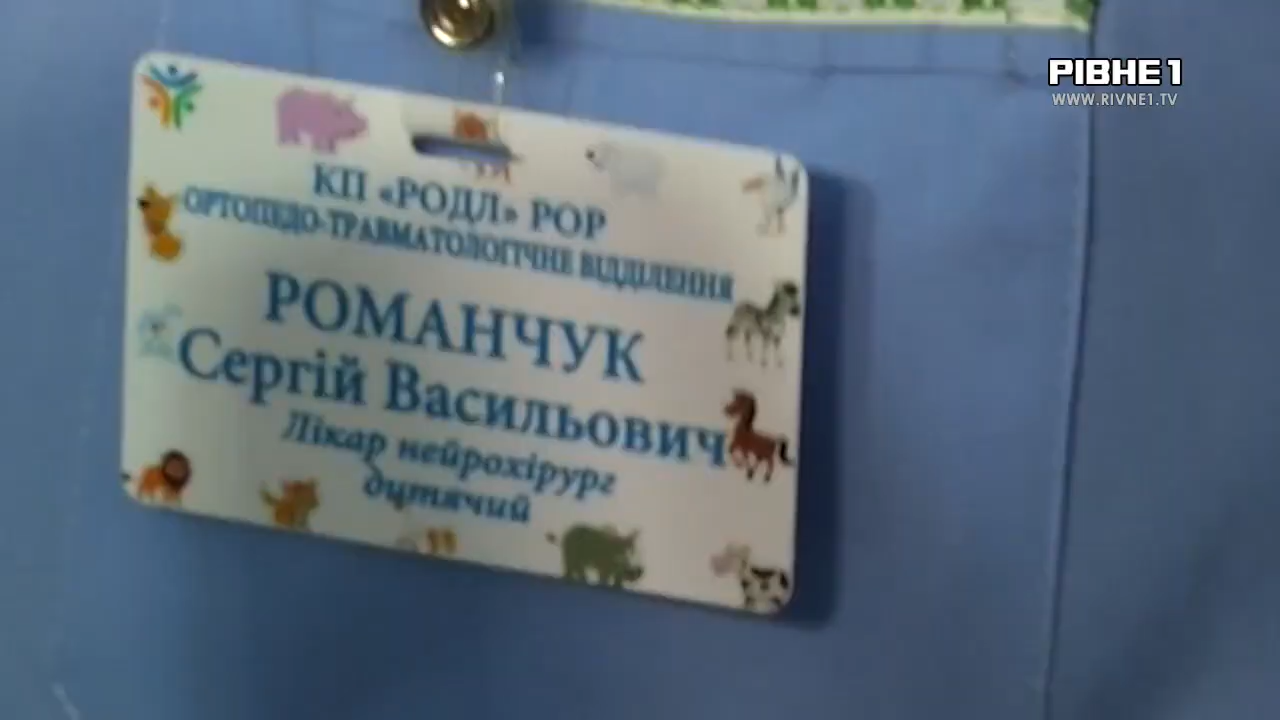 РІВНЕ 1
WWW.RIVNE1.TV
КП «РОДЛ» РОР
ОРТОПЕДО-ТРАВМАТОЛОГІЧНЕ ВІДДІЛЕННЯ
РОМАНЧУК
Сергій Васильович
Лікар нейрохірург
дитячий